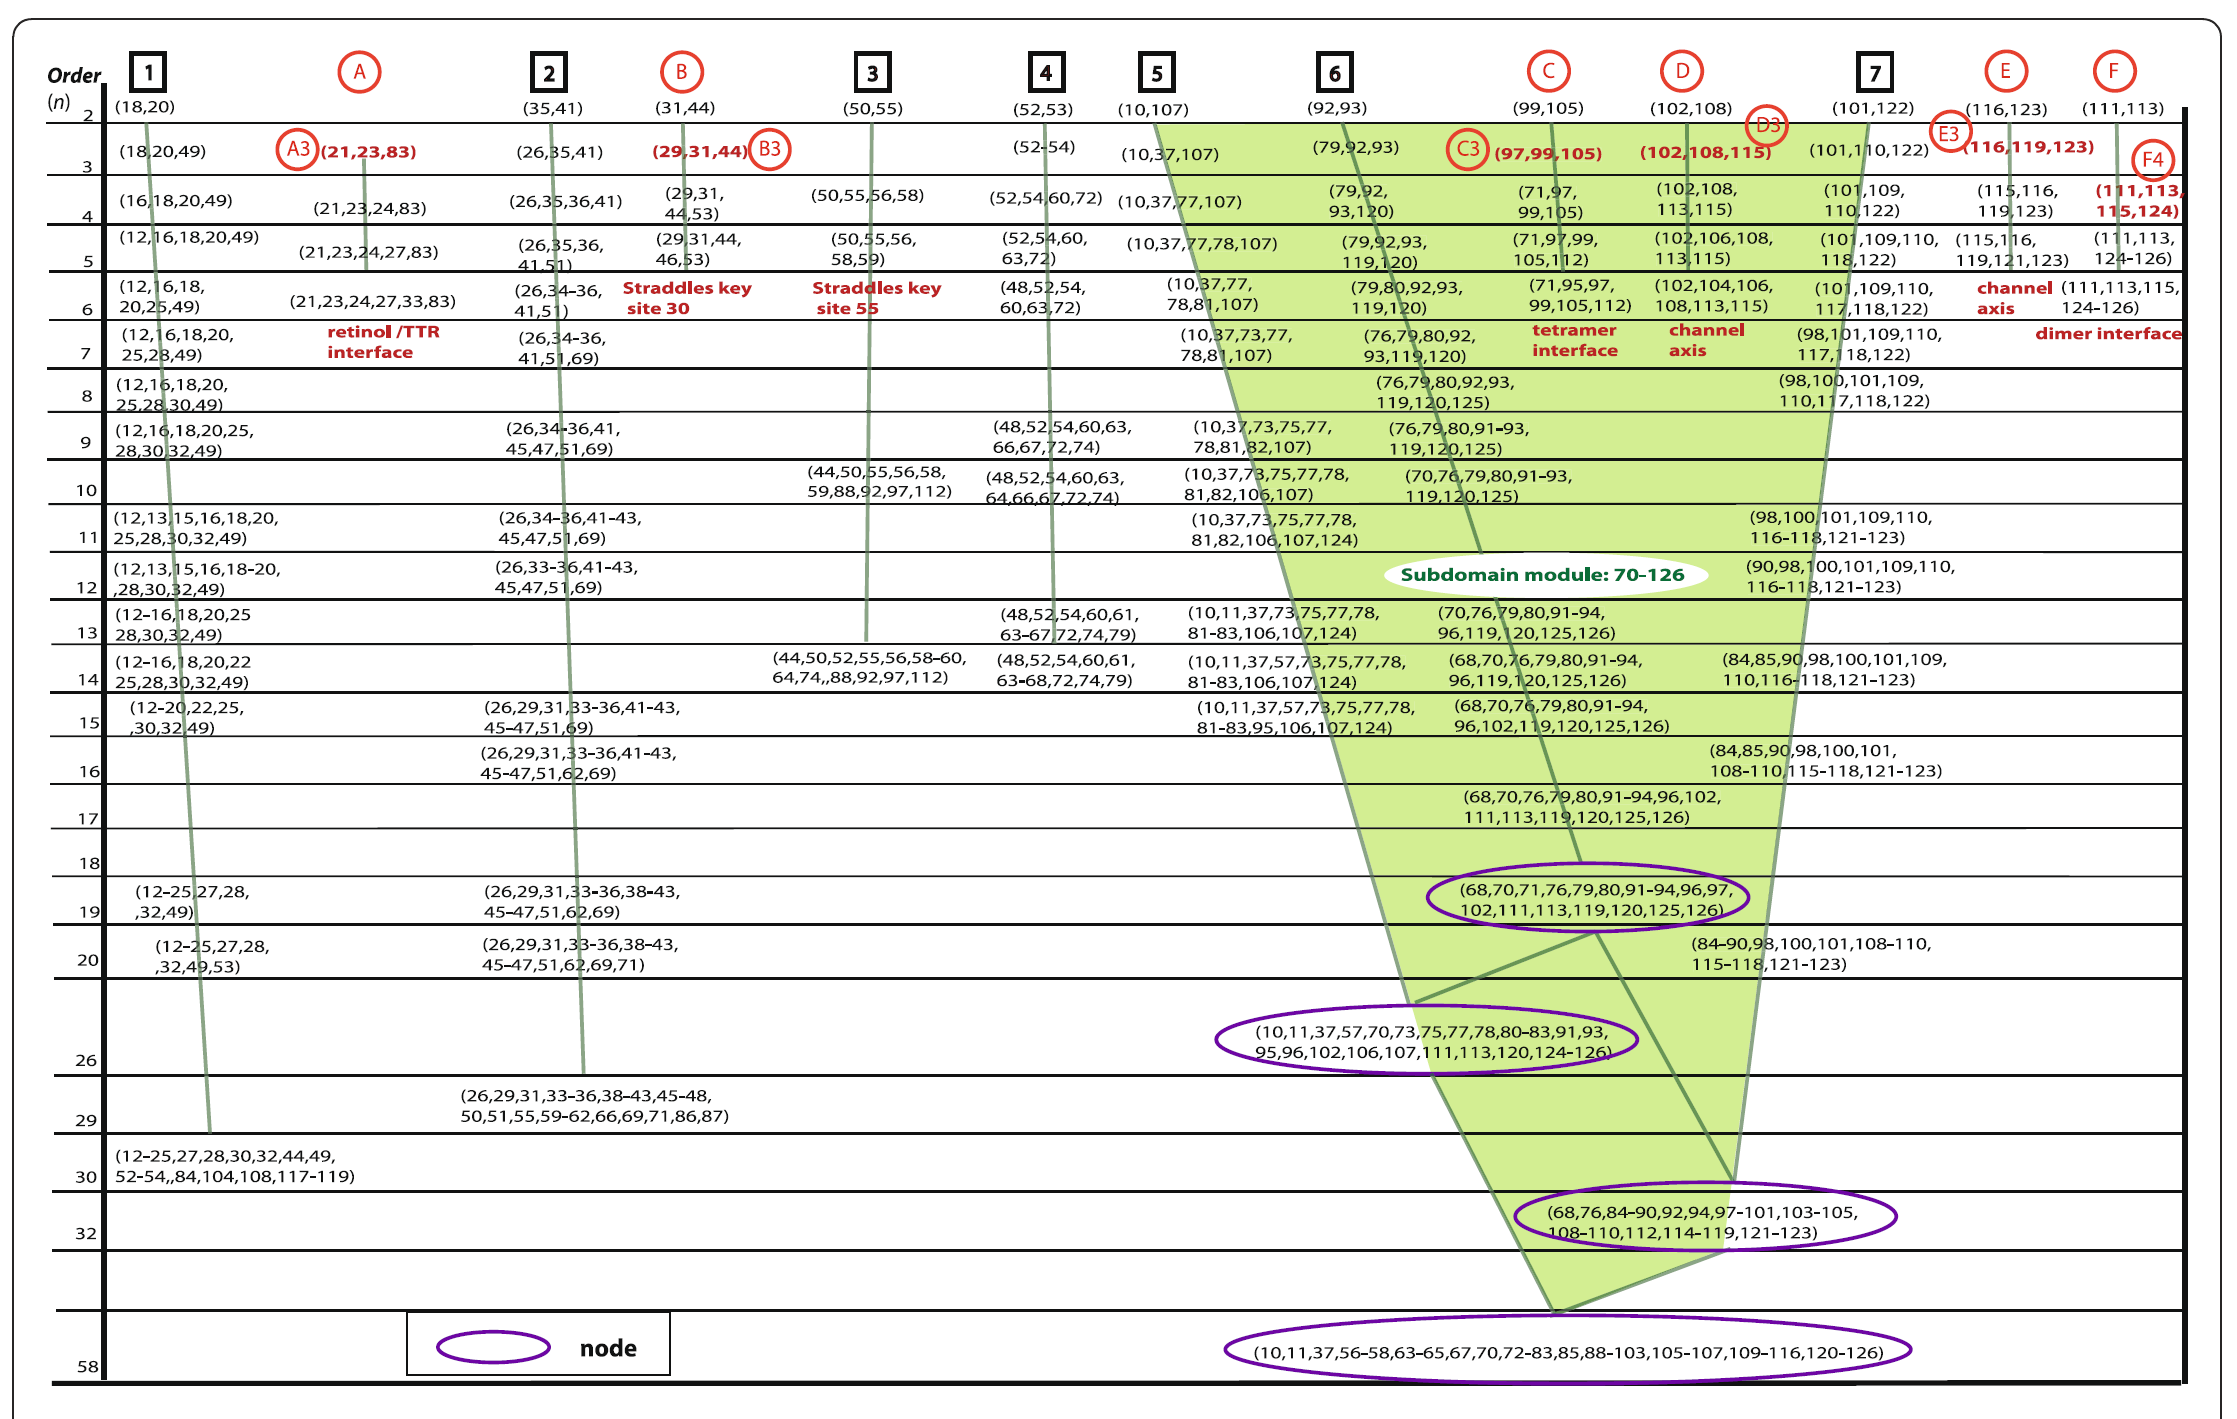 1 A 2 B 3 4 5 6 C D 7 E F
Order
(n)
2 (18,20) (35,41) (31,44) (50,55) (52,53) (10,107) (92,93) (99,105) (102,108) (101,122) (116,123) (111,113)
D3
E3
(18,20,49) A3 (21,23,83) (26,35,41) (29,31,44) B3 (52-54) (10,37,107) (79,92,93) C3 (97,99,105) (102,108,115) (101,110,122) (116,119,123)
3 F4
(16,18,20,49) (21,23,24,83) (26,35,36,41) (29,31, (50,55,56,58) (52,54,60,72) (10,37,77,107) (79,92, (71,97, (102,108, (101,109, (115,116, (111,113,
4 44,53) 93,120) 99,105) 113,115) 110,122) 119,123) 115,124)
(12,16,18,20,49) (21,23,24,27,83) (26,35,36, (29,31,44, (50,55,56, (52,54,60, (10,37,77,78,107) (79,92,93, (71,97,99, (102,106,108, (101,109,110, (115,116, (111,113,
5 41,51) 46,53) 58,59) 63,72) 119,120) 105,112) 113,115) 118,122) 119,121,123) 124-126)
(12,16,18, (21,23,24,27,33,83) (26,34-36, Straddles key Straddles key (48,52,54, (10,37,77, (79,80,92,93, (71,95,97, (102,104,106, (101,109,110, channel (111,113,115,
6 20,25,49) 41,51) site 30 site 55 60,63,72) 78,81,107) 119,120) 99,105,112) 108,113,115) 117,118,122) axis 124-126)
(12,16,18,20, retinol /TTR (26,34-36, (10,37,73,77, (76,79,80,92, tetramer channel (98,101,109,110, dimer interface
7 25,28,49) interface 41,51,69) 78,81,107) 93,119,120) interface axis 117,118,122)
(12,16,18,20, (76,79,80,92,93, (98,100,101,109,
8 25,28,30,49) 119,120,125) 110,117,118,122)
(12,16,18,20,25, (26,34-36,41, (48,52,54,60,63, (10,37,73,75,77, (76,79,80,91-93,
9 28,30,32,49) 45,47,51,69) 66,67,72,74) 78,81,82,107) 119,120,125)
(44,50,55,56,58, (48,52,54,60,63, (10,37,73,75,77,78, (70,76,79,80,91-93,
10 59,88,92,97,112) 64,66,67,72,74) 81,82,106,107) 119,120,125)
(12,13,15,16,18,20, (26,34-36,41-43, (10,37,73,75,77,78, (98,100,101,109,110,
11 25,28,30,32,49) 45,47,51,69) 81,82,106,107,124) 116-118,121-123)
(12,13,15,16,18-20, (26,33-36,41-43, Subdomain module: 70-126 (90,98,100,101,109,110,
12 ,28,30,32,49) 45,47,51,69) 116-118,121-123)
(12-16,18,20,25 (48,52,54,60,61, (10,11,37,73,75,77,78, (70,76,79,80,91-94,
13 28,30,32,49) 63-67,72,74,79) 81-83,106,107,124) 96,119,120,125,126)
(12-16,18,20,22 (44,50,52,55,56,58-60, (48,52,54,60,61, (10,11,37,57,73,75,77,78, (68,70,76,79,80,91-94, (84,85,90,98,100,101,109,
14 25,28,30,32,49) 64,74,,88,92,97,112) 63-68,72,74,79) 81-83,106,107,124) 96,119,120,125,126) 110,116-118,121-123)
(12-20,22,25, (26,29,31,33-36,41-43, (10,11,37,57,73,75,77,78, (68,70,76,79,80,91-94,
15 ,30,32,49) 45-47,51,69) 81-83,95,106,107,124) 96,102,119,120,125,126)
(26,29,31,33-36,41-43, (84,85,90,98,100,101,
16 45-47,51,62,69) 108-110,115-118,121-123)
(68,70,76,79,80,91-94,96,102,
17 111,113,119,120,125,126)
18
(12-25,27,28, (26,29,31,33-36,38-43, (68,70,71,76,79,80,91-94,96,97,
19 ,32,49) 45-47,51,62,69) 102,111,113,119,120,125,126)
(12-25,27,28, (26,29,31,33-36,38-43, (84-90,98,100,101,108-110,
20 ,32,49,53) 45-47,51,62,69,71) 115-118,121-123)
(10,11,37,57,70,73,75,77,78,80-83,91,93,
26 95,96,102,106,107,111,113,120,124-126)
(26,29,31,33-36,38-43,45-48,
29 50,51,55,59-62,66,69,71,86,87)
(12-25,27,28,30,32,44,49,
30 52-54,,84,104,108,117-119)
(68,76,84-90,92,94,97-101,103-105,
32 108-110,112,114-119,121-123)
node
58 (10,11,37,56-58,63-65,67,70,72-83,85,88-103,105-107,109-116,120-126)